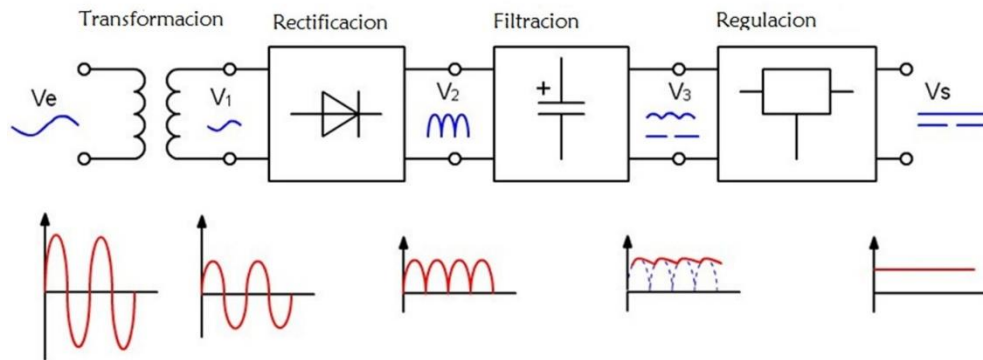 Transformacion
Rectificacion
Filtracion
Regulacion
Ve
V1
V2
+
V3
Vs